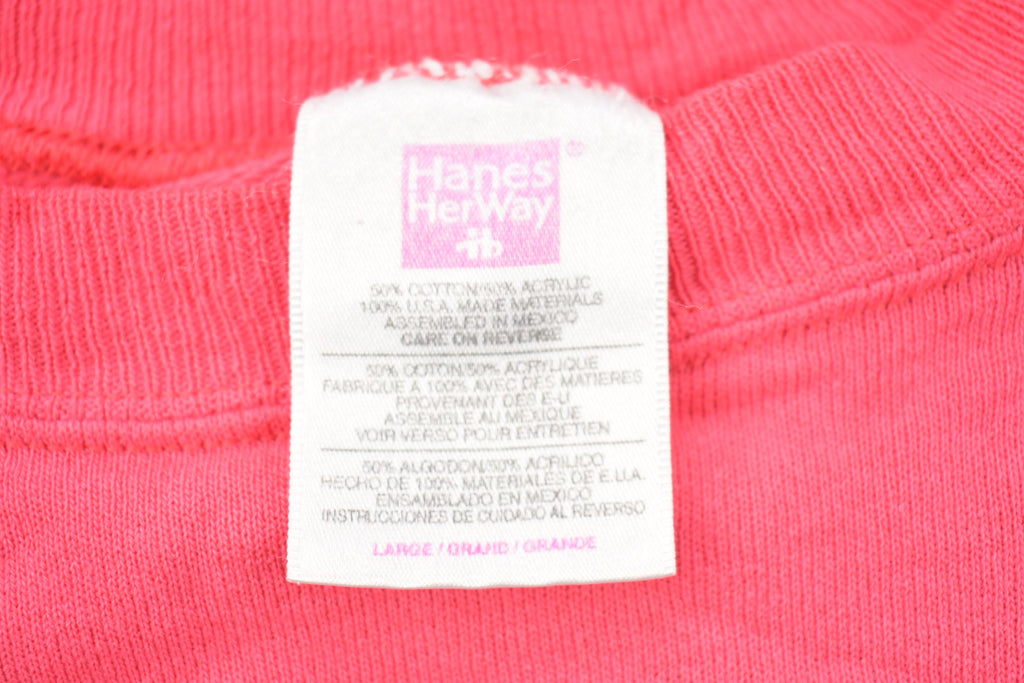 Hanes
HerWay
®
50% COTTON/50% ACRYLIC
100% U.S.A. MADE MATERIALS
ASSEMBLED IN MEXICO
CARE ON REVERSE
50% COTON/50% ACRYLIQUE
FABRIQUE A 100% AVEC DES MATIERES
PROVENANT DES E-U
ASSEMBLE AU MEXIQUE
VOIR VERSO POUR ENTRETIEN
50% ALGODON/50% ACRILICO
HECHO DE 100% MATERIALES DE E.U.A.
ENSAMBLADO EN MEXICO
INSTRUCCIONES DE CUIDADO AL REVERSO
LARGE / GRAND / GRANDE